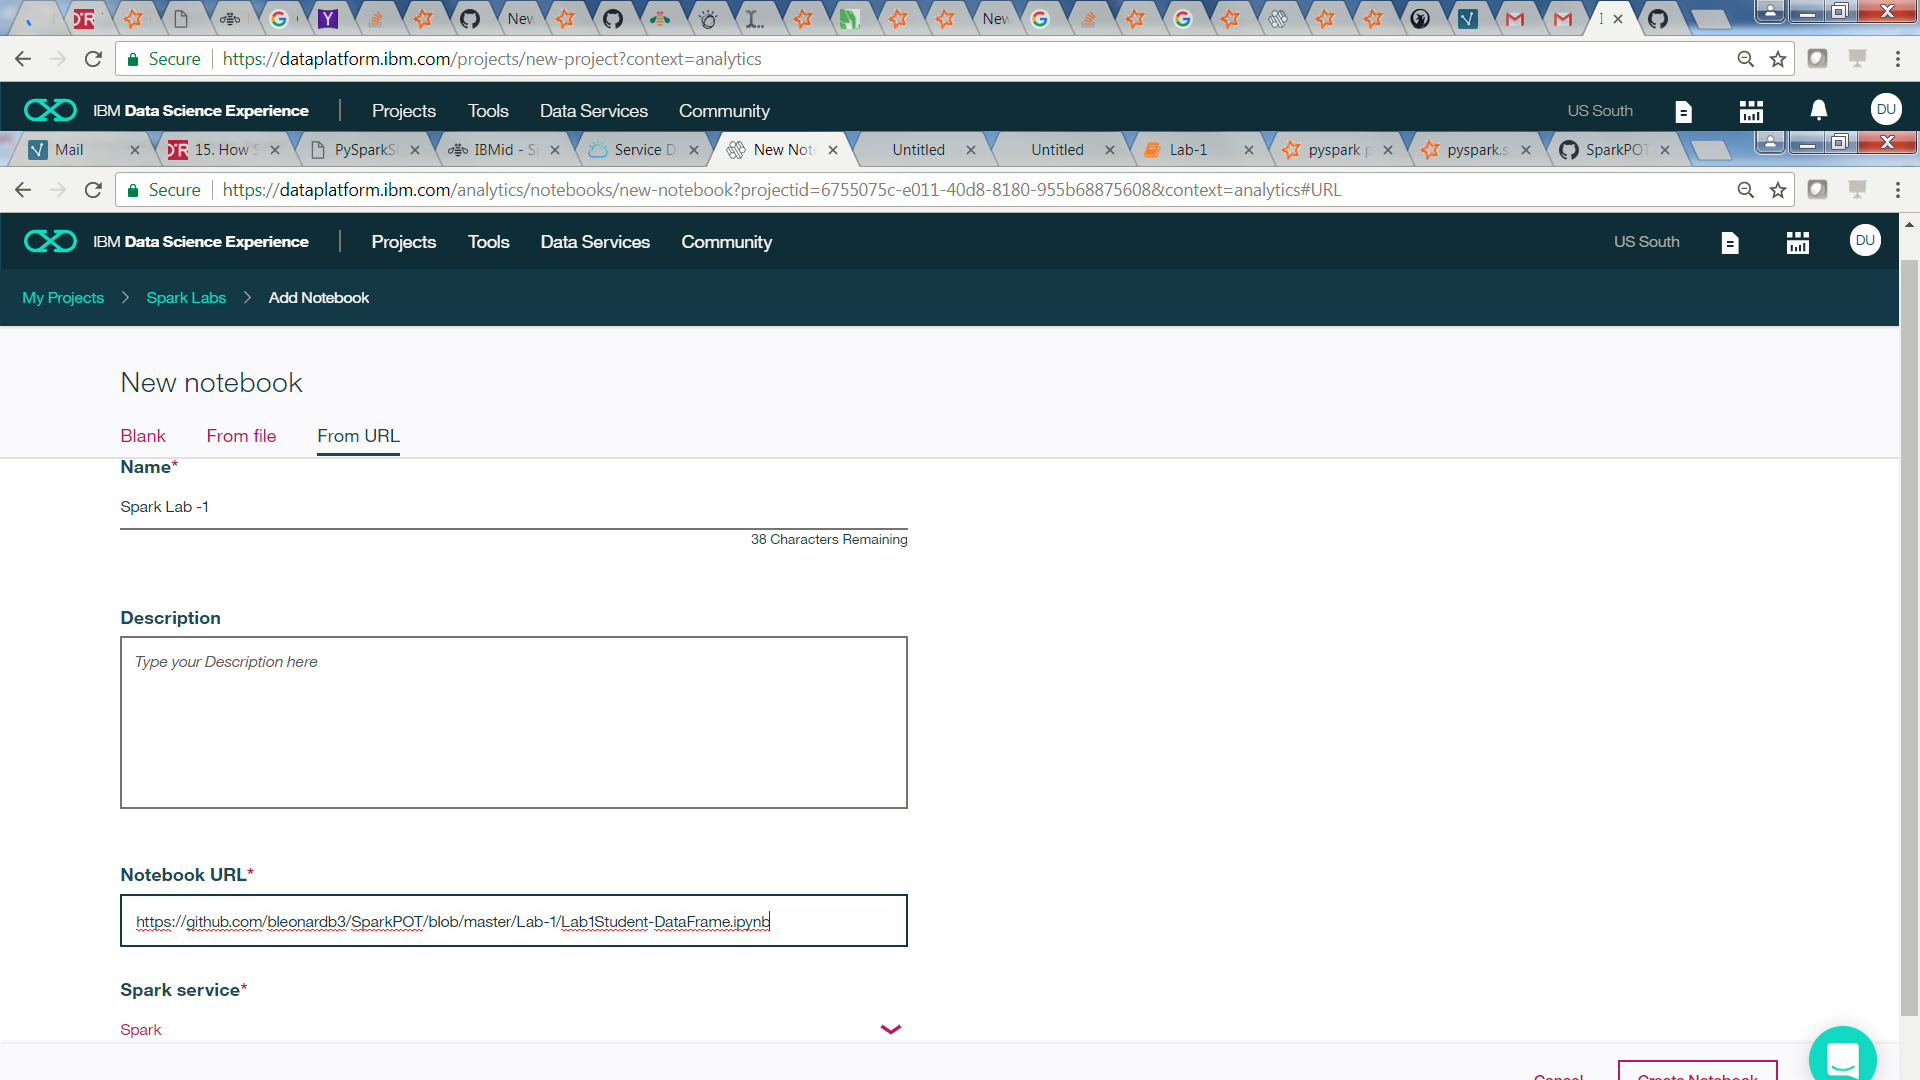 New
New
Secure https://dataplatform.ibm.com/projects/new-project?context=analytics
IBM Data Science Experience Projects Tools Data Services Community US South DU
Mail 15. How PySparkS IBMid - Si Service D New Not Untitled Untitled Lab-1 pyspark p pyspark.s SparkPOT
Secure https://dataplatform.ibm.com/analytics/notebooks/new-notebook?projectid=6755075c-e011-40d8-8180-955b68875608&context=analytics#URL
IBM Data Science Experience Projects Tools Data Services Community US South DU
My Projects > Spark Labs > Add Notebook
New notebook
Blank From file From URL
Name*
Spark Lab -1
38 Characters Remaining
Description
Type your Description here
Notebook URL*
https://github.com/bleonardb3/SparkPOT/blob/master/Lab-1/Lab1Student-DataFrame.ipynb
Spark service*
Spark
Cancel Create Notebook